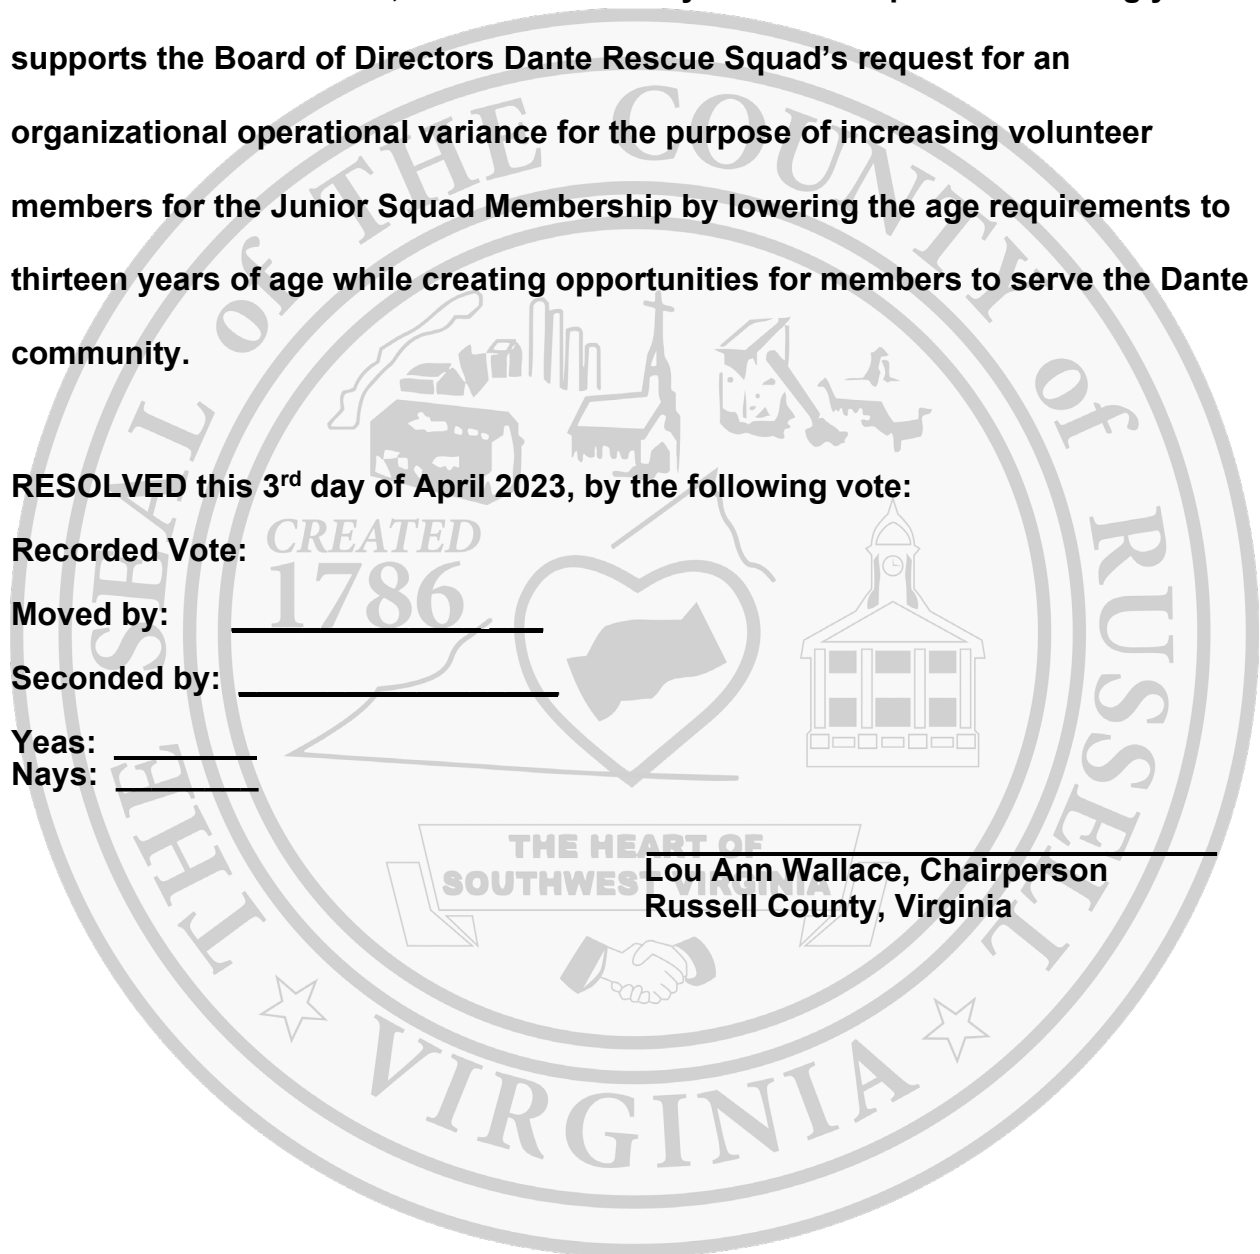 supports the Board of Directors Dante Rescue Squad’s request for an
organizational operational variance for the purpose of increasing volunteer
members for the Junior Squad Membership by lowering the age requirements to
thirteen years of age while creating opportunities for members to serve the Dante
community.
RESOLVED this 3rd day of April 2023, by the following vote:
Recorded Vote:
Moved by: _________________
Seconded by: _________________
Yeas: ________
Nays: ________
Lou Ann Wallace, Chairperson
Russell County, Virginia
THE SEAL of THE COUNTY of RUSSELL
VIRGINIA
CREATED
1786
THE HEART OF
SOUTHWEST VIRGINIA